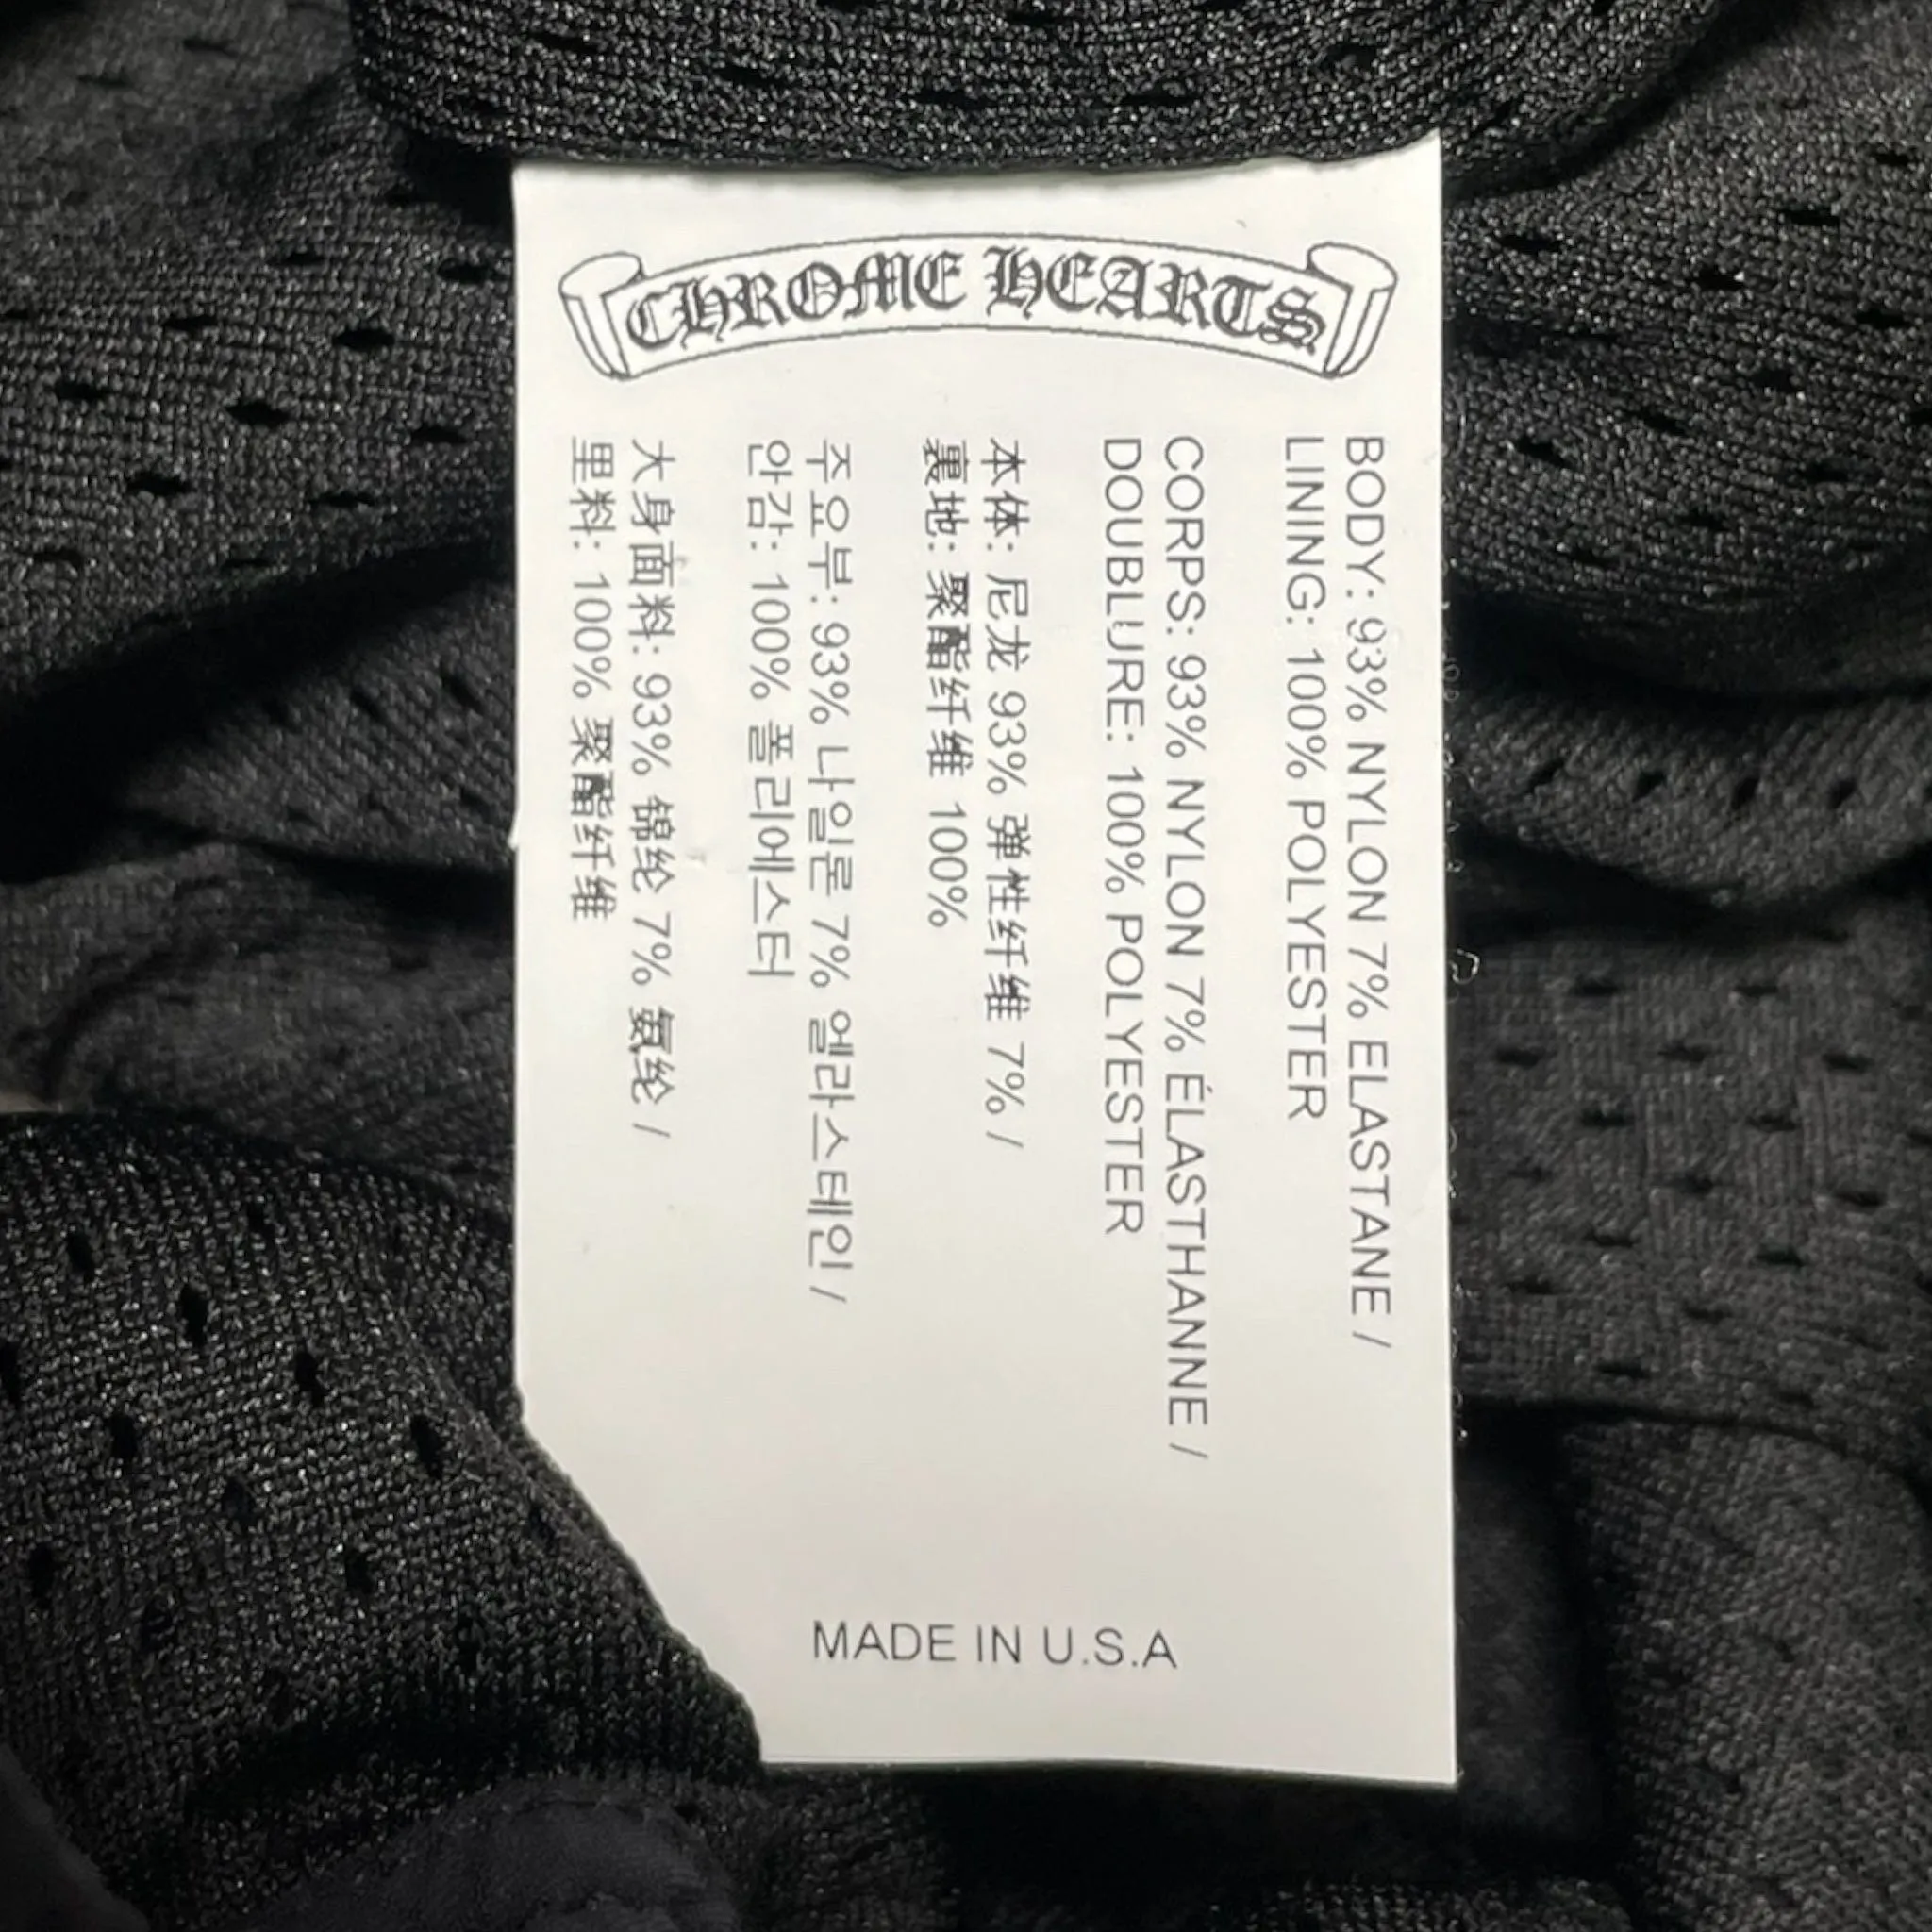 CHROME HEARTS
BODY: 93% NYLON 7% ELASTANE /
LINING: 100% POLYESTER
CORPS: 93% NYLON 7% ÉLASTHANNE /
DOUBLURE: 100% POLYESTER
本体: 尼龙 93% 弹性纤维 7% /
裏地: 聚酯纤维 100%
주요부: 93% 나일론 7% 엘라스테인 /
안감: 100% 폴리에스터
大身面料: 93% 锦纶 7% 氨纶 /
里料: 100% 聚酯纤维
MADE IN U.S.A